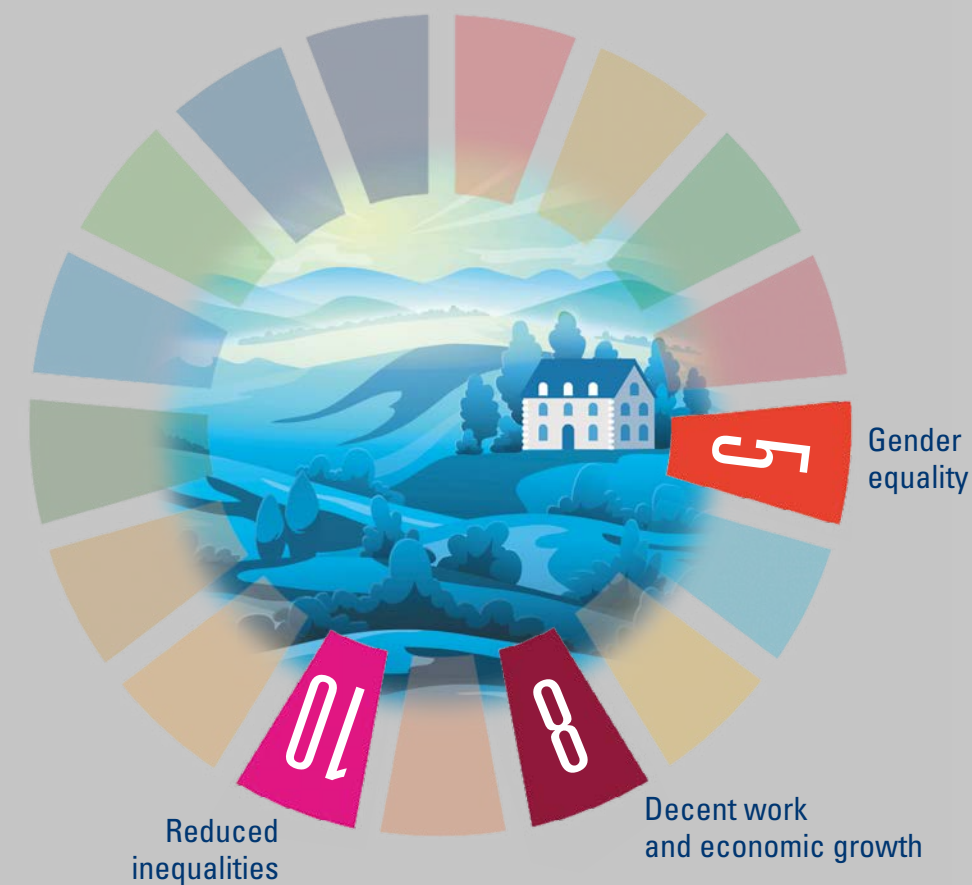 5
Gender
equality
10
8
Decent work
and economic growth
Reduced
inequalities